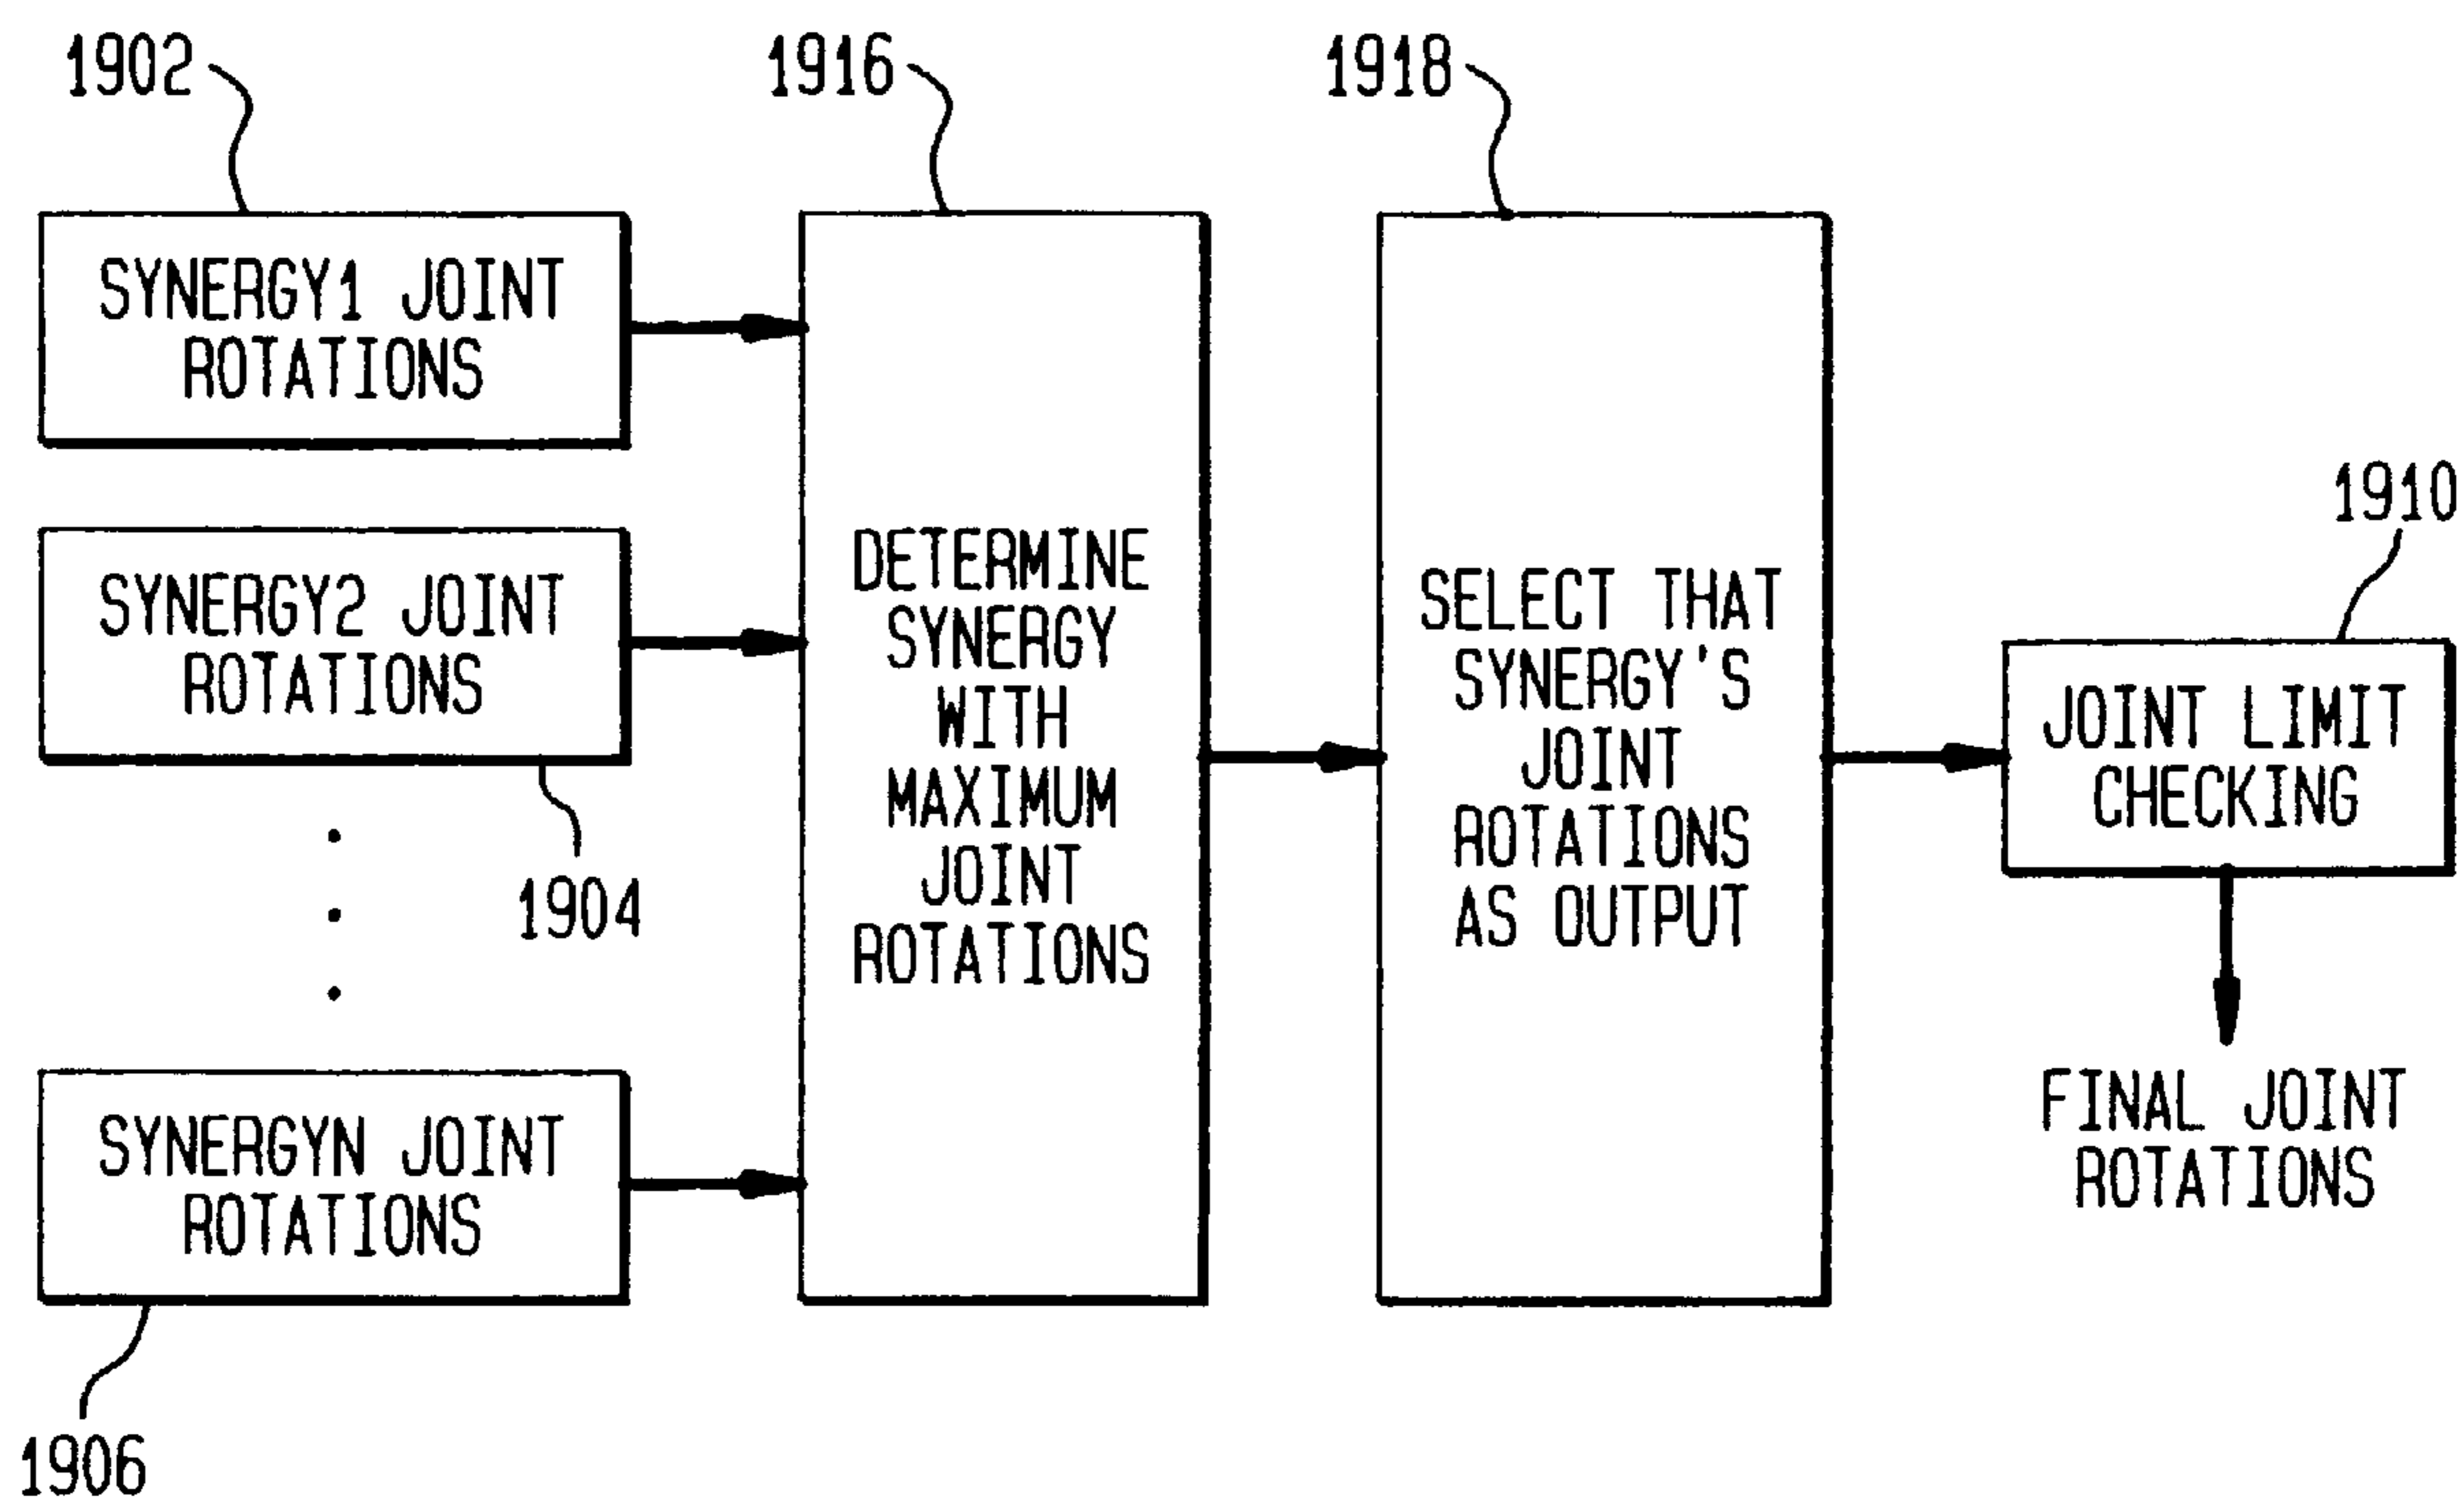 1902
1916
1918
SYNERGY1 JOINT
ROTATIONS
SYNERGY2 JOINT
ROTATIONS
1904
SYNERGYN JOINT
ROTATIONS
1906
DETERMINE
SYNERGY
WITH
MAXIMUM
JOINT
ROTATIONS
SELECT THAT
SYNERGY'S
JOINT
ROTATIONS
AS OUTPUT
1910
JOINT LIMIT
CHECKING
FINAL JOINT
ROTATIONS